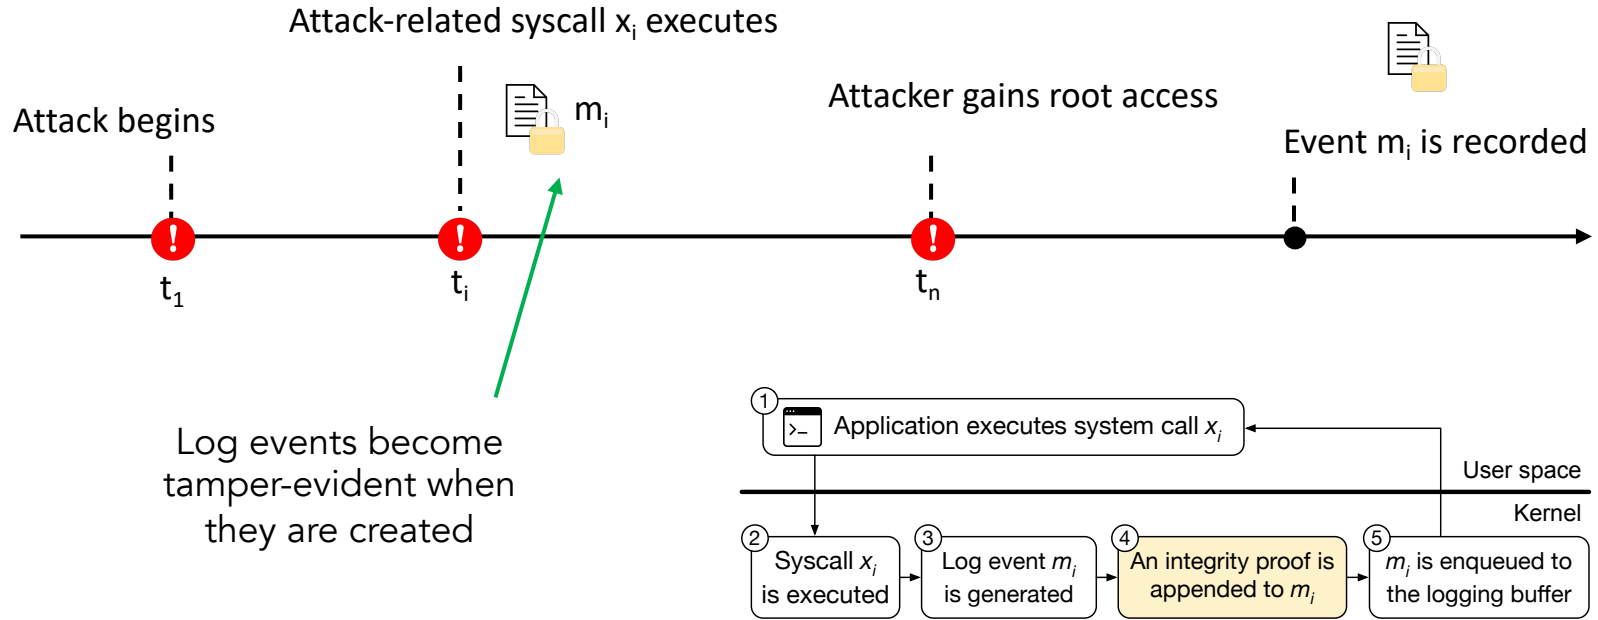 Attack-related syscall xᵢ executes
Attack begins
mᵢ
Attacker gains root access
Event mᵢ is recorded
t₁
tᵢ
tₙ
Log events become
tamper-evident when
they are created
1
>_
Application executes system call xᵢ
User space
Kernel
2
Syscall xᵢ
is executed
3
Log event mᵢ
is generated
4
An integrity proof is
appended to mᵢ
5
mᵢ is enqueued to
the logging buffer